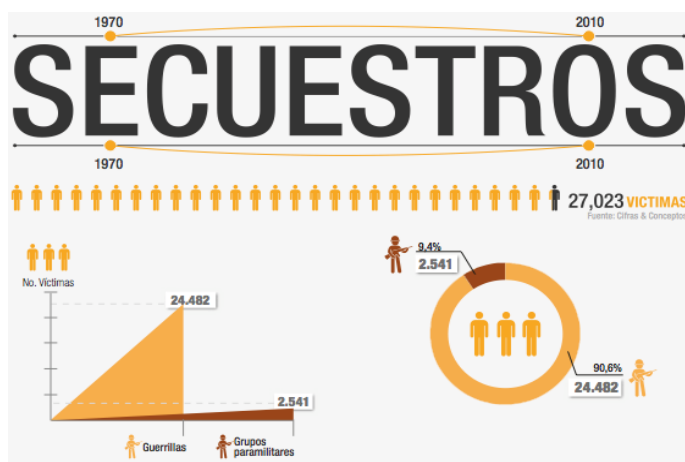 1970 2010
SECUESTROS
1970 2010
27,023 VICTIMAS
Fuente: Cifras & Conceptos
No. Víctimas
24.482
2.541
Guerrillas
Grupos
paramilitares
9,4%
2.541
90,6%
24.482